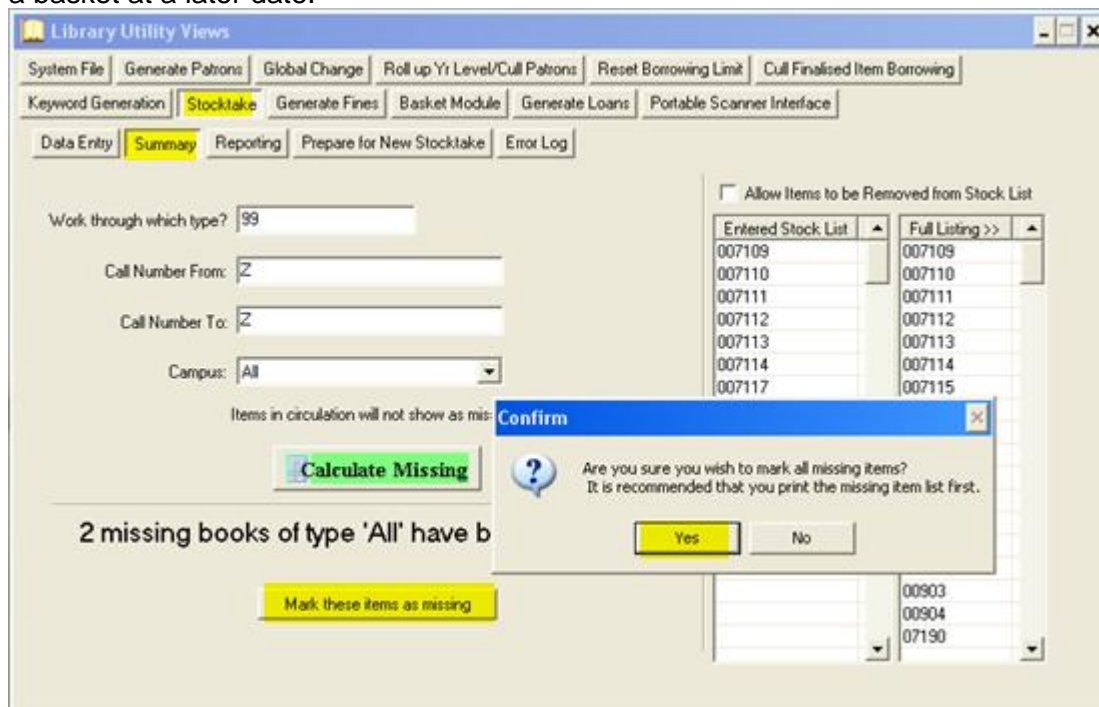 a basket at a later date.
Library Utility Views
System File Generate Patrons Global Change Roll up Yr Level/Cull Patrons Reset Borrowing Limit Cull Finalised Item Borrowing
Keyword Generation Stocktake Generate Fines Basket Module Generate Loans Portable Scanner Interface
Data Entry Summary Reporting Prepare for New Stocktake Error Log
Allow Items to be Removed from Stock List
Work through which type? 99
Entered Stock List Full Listing >>
007109 007109
Call Number From: Z
007110 007110
007111 007111
Call Number To: Z
007112 007112
007113 007113
Campus: All
007114 007114
007117 007115
Items in circulation will not show as mis
Confirm
Calculate Missing
Are you sure you wish to mark all missing items?
It is recommended that you print the missing item list first.
Yes No
2 missing books of type 'All' have b
Mark these items as missing
00903
00904
07190